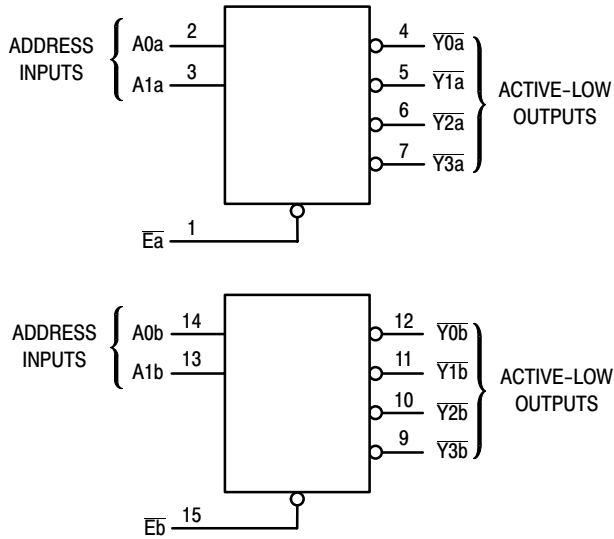 ADDRESS
INPUTS
A0a 2
A1a 3
4 Y0a
5 Y1a
6 Y2a
7 Y3a
ACTIVE-LOW
OUTPUTS
Ea 1
ADDRESS
INPUTS
A0b 14
A1b 13
12 Y0b
11 Y1b
10 Y2b
9 Y3b
ACTIVE-LOW
OUTPUTS
Eb 15